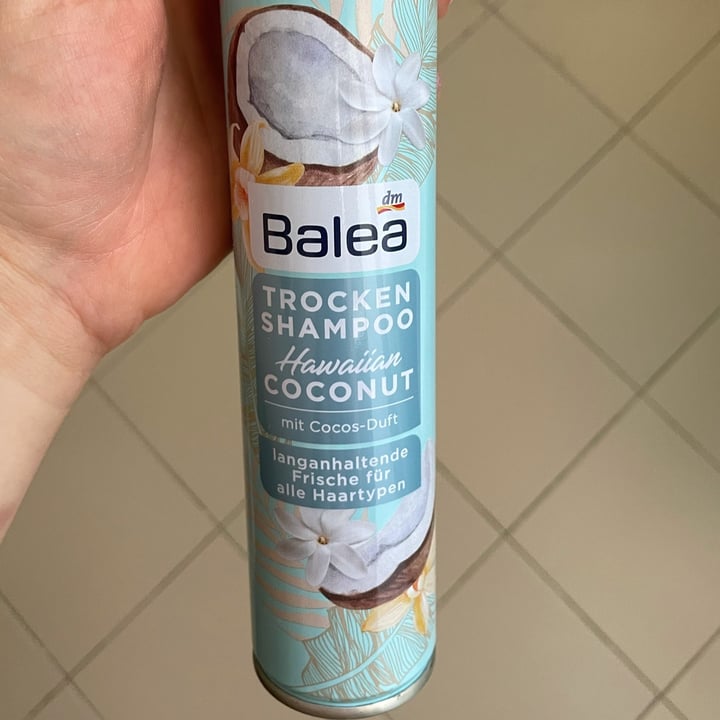 dm
Balea
TROCKEN
SHAMPOO
Hawaiian
COCONUT
mit Cocos-Duft
langanhaltende
Frische für
alle Haartypen